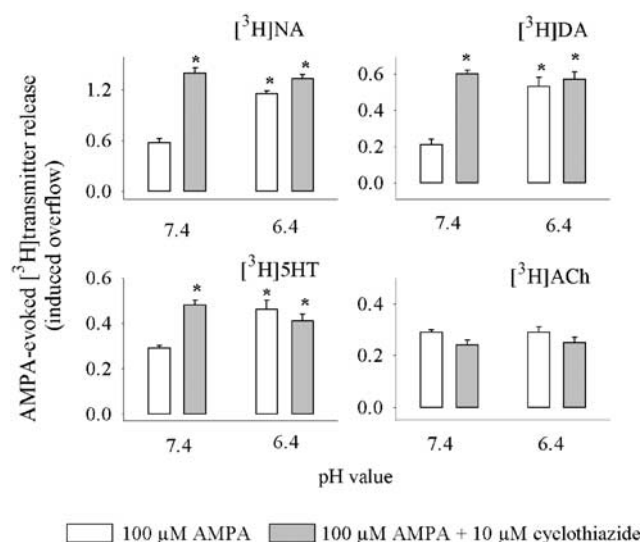 [³H]NA
[³H]DA
* * *
* * *
1.2
0.6
0.0
0.6
0.4
0.2
0.0
7.4 6.4
7.4 6.4
AMPA-evoked [³H]transmitter release
(induced overflow)
[³H]5HT
[³H]ACh
* * *
0.6
0.4
0.2
0.0
0.4
0.2
0.0
7.4 6.4
7.4 6.4
pH value
100 µM AMPA
100 µM AMPA + 10 µM cyclothiazide